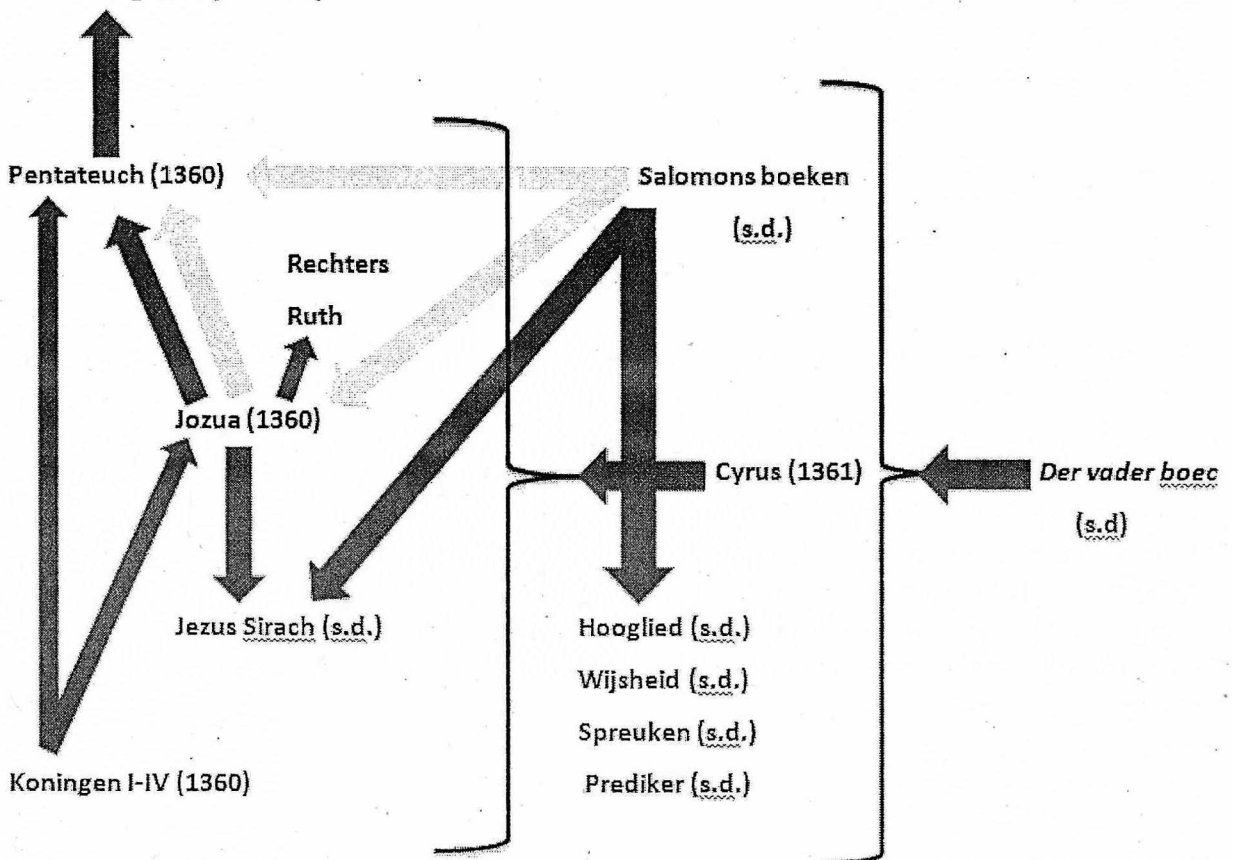 Pentateuch (1360)
Salomons boeken
(s.d.)
Rechters
Ruth
Jozua (1360)
Cyrus (1361)
Der vader boec
(s.d)
Jezus Sirach (s.d.)
Hooglied (s.d.)
Wijsheid (s.d.)
Spreuken (s.d.)
Prediker (s.d.)
Koningen I-IV (1360)